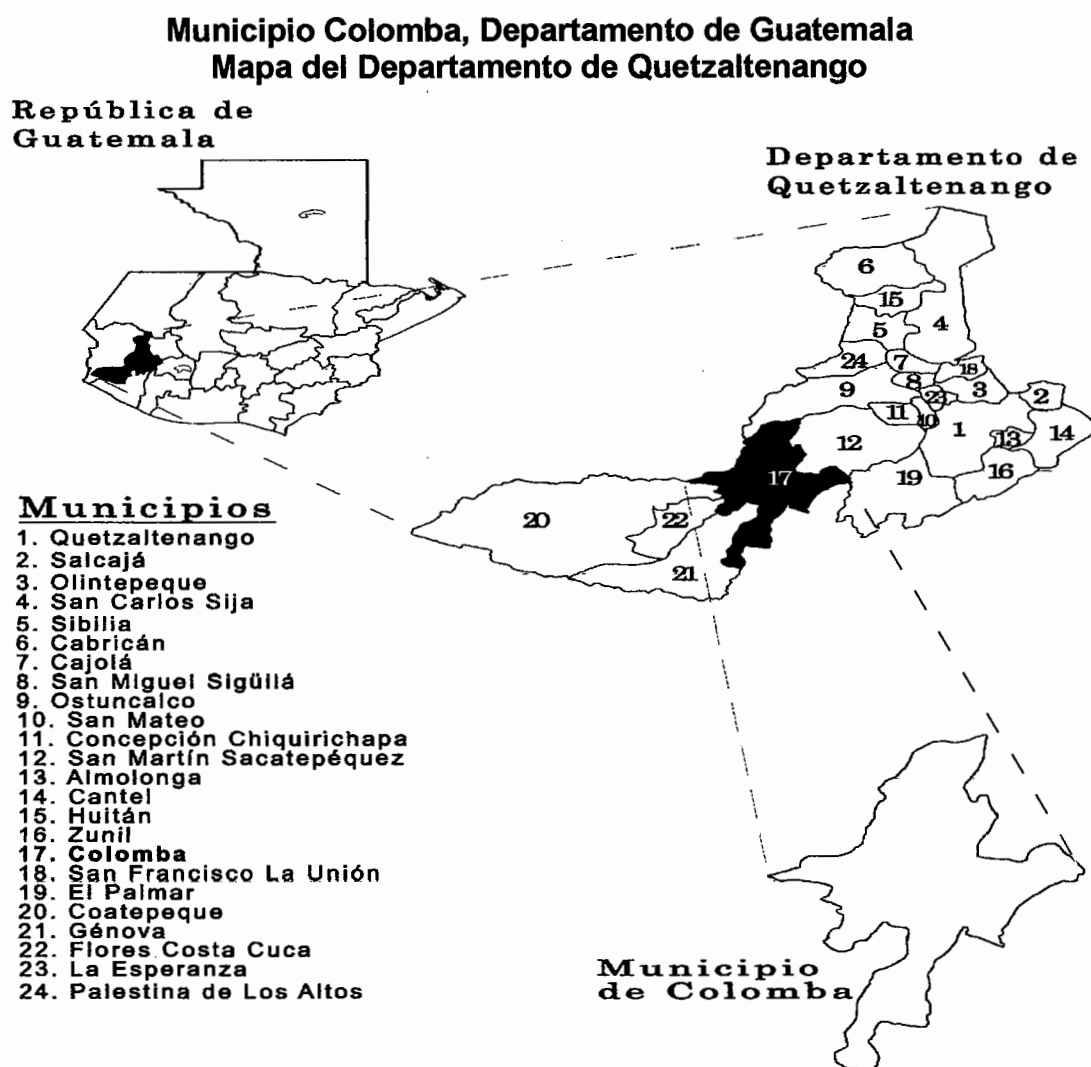 Municipio Colomba, Departamento de Guatemala
Mapa del Departamento de Quetzaltenango
República de
Guatemala
Departamento de
Quetzaltenango
6
15
4
5
24
7
18
8
9
3
23
2
11
10
1
13
14
12
17
19
16
20
22
21
Municipios
1. Quetzaltenango
2. Salcajá
3. Olintepeque
4. San Carlos Sija
5. Sibilia
6. Cabricán
7. Cajolá
8. San Miguel Sigüilá
9. Ostuncalco
10. San Mateo
11. Concepción Chiquirichapa
12. San Martín Sacatepéquez
13. Almolonga
14. Cantel
15. Huitán
16. Zunil
17. Colomba
18. San Francisco La Unión
19. El Palmar
20. Coatepeque
21. Génova
22. Flores Costa Cuca
23. La Esperanza
24. Palestina de Los Altos
Municipio
de Colomba